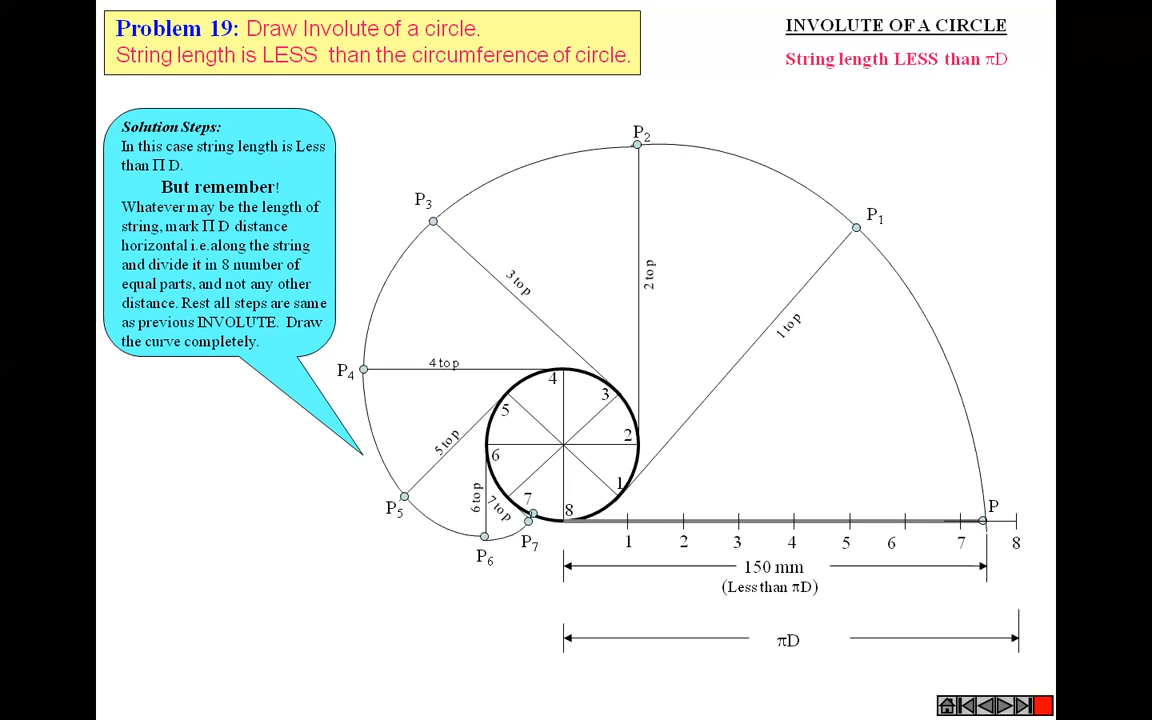 Problem 19: Draw Involute of a circle.
String length is LESS than the circumference of circle.
INVOLUTE OF A CIRCLE
String length LESS than πD
Solution Steps:
In this case string length is Less
than Π D.
But remember!
Whatever may be the length of
string, mark Π D distance
horizontal i.e.along the string
and divide it in 8 number of
equal parts, and not any other
distance. Rest all steps are same
as previous INVOLUTE. Draw
the curve completely.
P2
P3
P1
3 to p
2 to p
1 to p
P4
4 to p
4
3
5
5 to p
2
6
6 to p
7 to p
7
1
8
P5
P6
P7
P
1 2 3 4 5 6 7 8
150 mm
(Less than πD)
πD